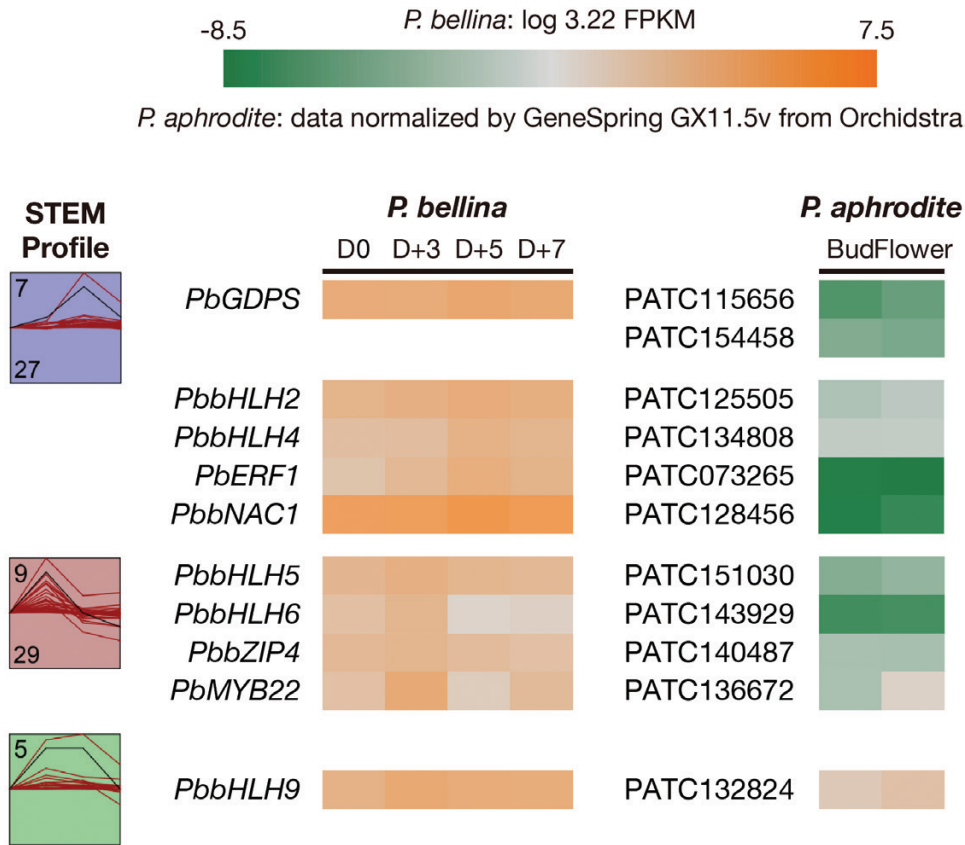 P. bellina: log 3.22 FPKM
-8.5 7.5
P. aphrodite: data normalized by GeneSpring GX11.5v from Orchidstra
STEM
Profile
P. bellina P. aphrodite
D0 D+3 D+5 D+7 BudFlower
7
27
PbGDPS PATC115656
PATC154458
PbbHLH2 PATC125505
PbbHLH4 PATC134808
PbERF1 PATC073265
PbbNAC1 PATC128456
9
29
PbbHLH5 PATC151030
PbbHLH6 PATC143929
PbbZIP4 PATC140487
PbMYB22 PATC136672
5
PbbHLH9 PATC132824